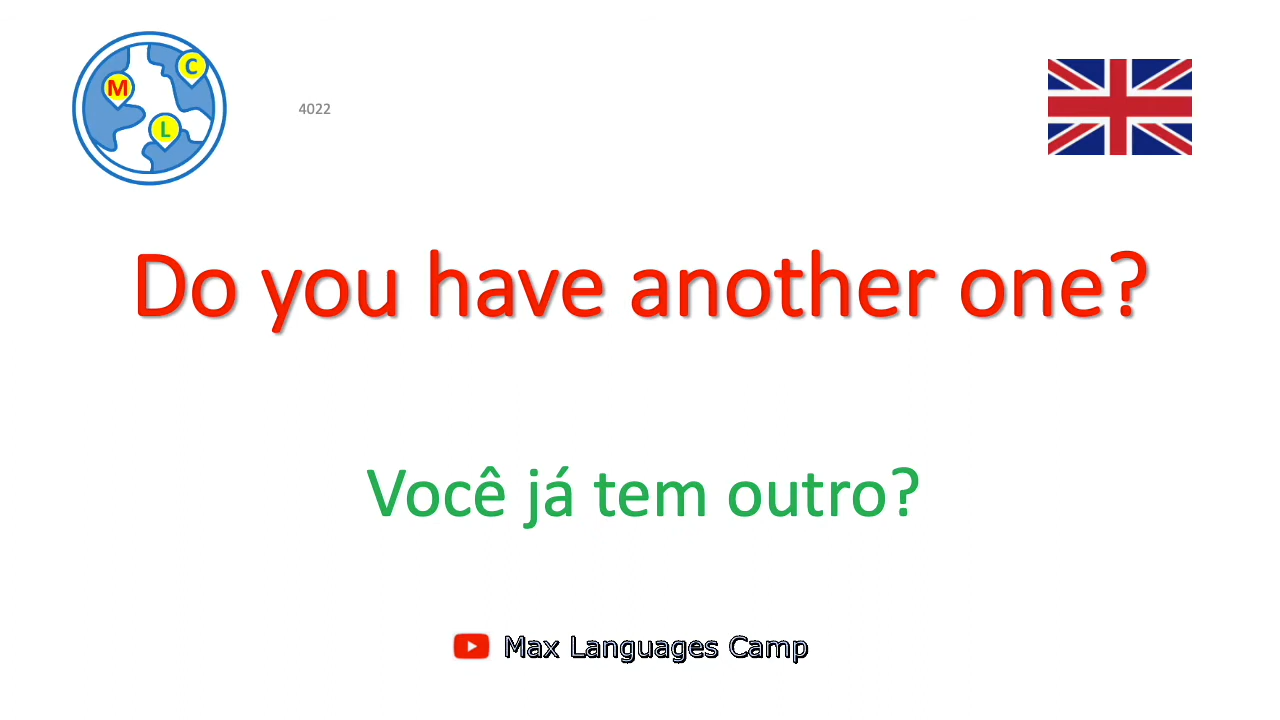 M
C
L
4022
Do you have another one?
Você já tem outro?
Max Languages Camp